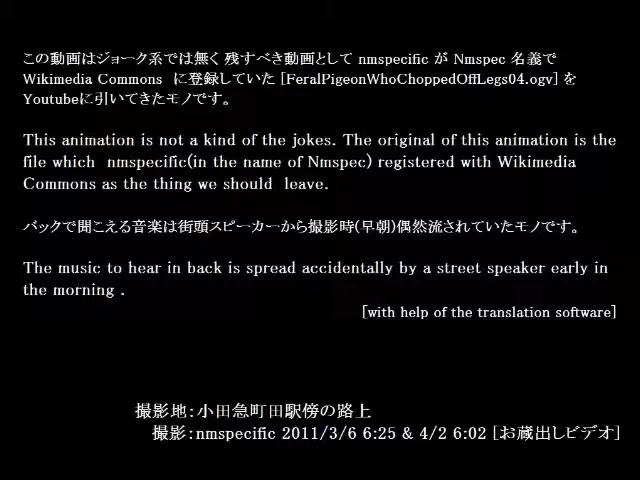 この動画はジョーク系では無く残すべき動画として nmspecific が Nmspec 名義で
Wikimedia Commons に登録していた [FeralPigeonWhoChoppedOffLegs04.ogv] を
Youtubeに引いてきたモノです。
This animation is not a kind of the jokes. The original of this animation is the
file which nmspecific(in the name of Nmspec) registered with Wikimedia
Commons as the thing we should leave.
バックで聞こえる音楽は街頭スピーカーから撮影時(早朝)偶然流されていたモノです。
The music to hear in back is spread accidentally by a street speaker early in
the morning .
[with help of the translation software]
撮影地：小田急町田駅傍の路上
撮影：nmspecific 2011/3/6 6:25 & 4/2 6:02 [お蔵出しビデオ]